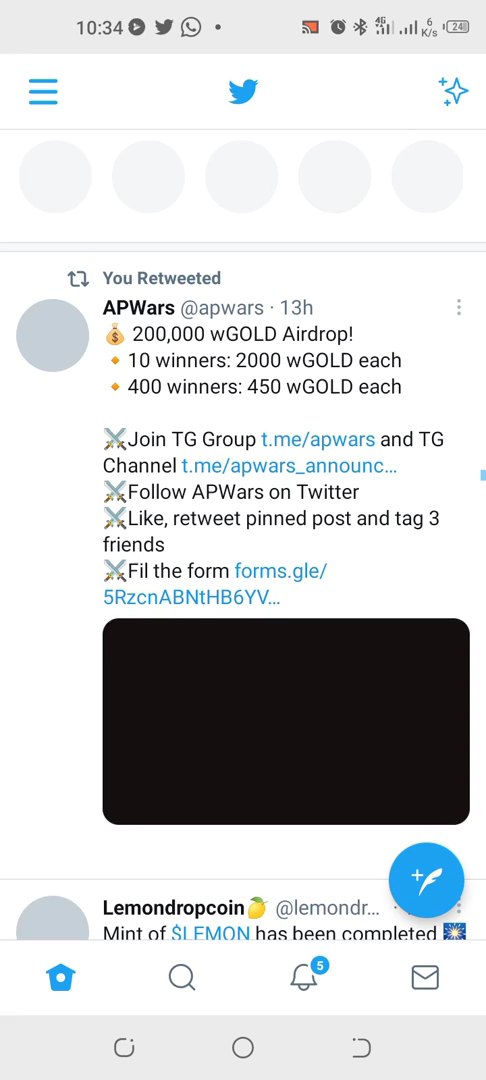 10:34
4G
6
K/s
24
You Retweeted
APWars @apwars · 13h
💰 200,000 wGOLD Airdrop!
🔸 10 winners: 2000 wGOLD each
🔸 400 winners: 450 wGOLD each
⚔️Join TG Group t.me/apwars and TG
Channel t.me/apwars_announc...
⚔️Follow APWars on Twitter
⚔️Like, retweet pinned post and tag 3
friends
⚔️Fil the form forms.gle/
5RzcnABNtHB6YV...
Lemondropcoin🍋 @lemondr...
Mint of $LEMON has been completed 🎆
5